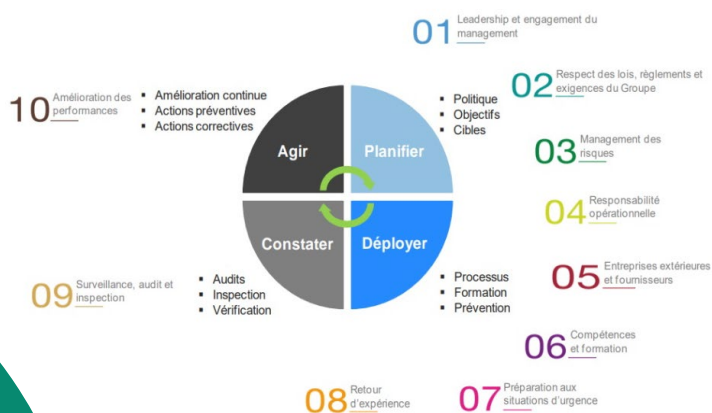 01 Leadership et engagement du
management
02 Respect des lois, règlements et
exigences du Groupe
03 Management des
risques
04 Responsabilité
opérationnelle
05 Entreprises extérieures
et fournisseurs
06 Compétences
et formation
07 Préparation aux
situations d'urgence
08 Retour
d'expérience
09 Surveillance, audit et
inspection
10 Amélioration des
performances
▪ Amélioration continue
▪ Actions préventives
▪ Actions correctives
Agir
Planifier
▪ Politique
▪ Objectifs
▪ Cibles
Constater
Déployer
▪ Audits
▪ Inspection
▪ Vérification
▪ Processus
▪ Formation
▪ Prévention